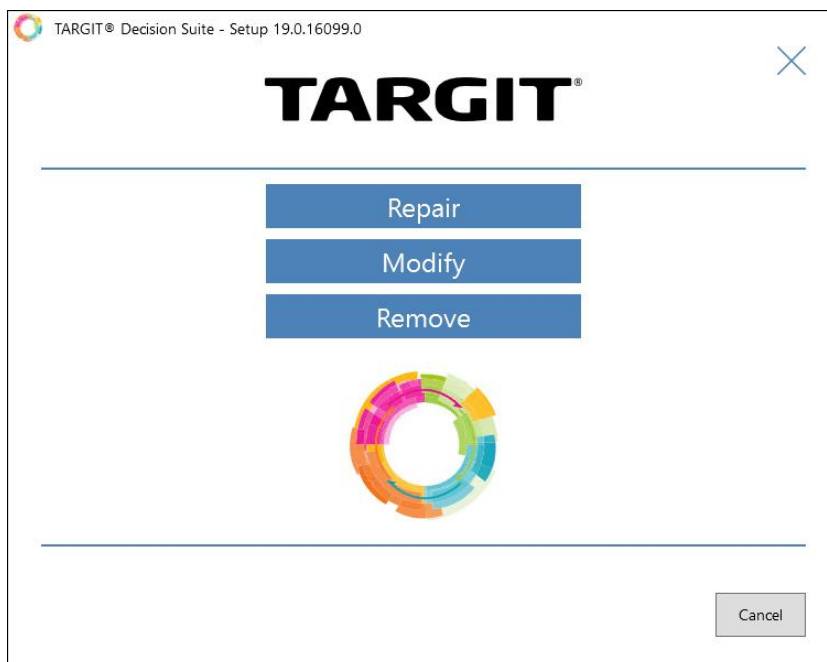 TARGIT® Decision Suite - Setup 19.0.16099.0
TARGIT®
Repair
Modify
Remove
Cancel